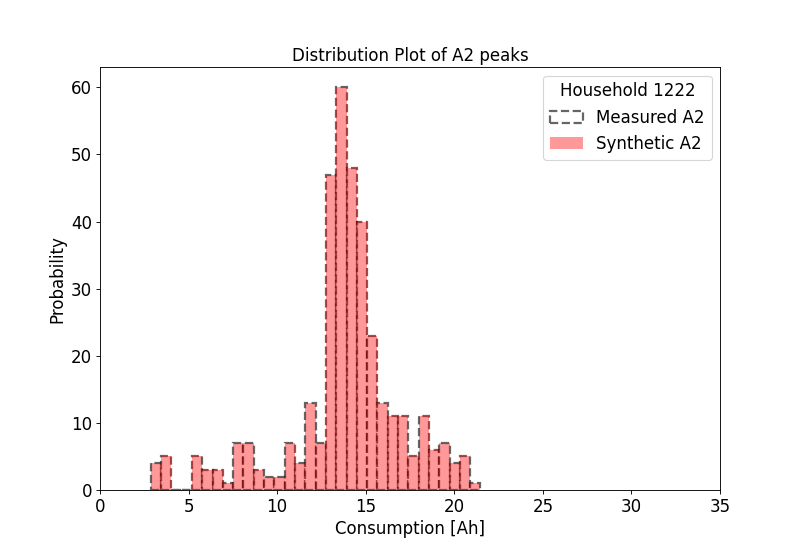 Distribution Plot of A2 peaks
Household 1222
Measured A2
Synthetic A2
Probability
60
50
40
30
20
10
0
0 5 10 15 20 25 30 35
Consumption [Ah]